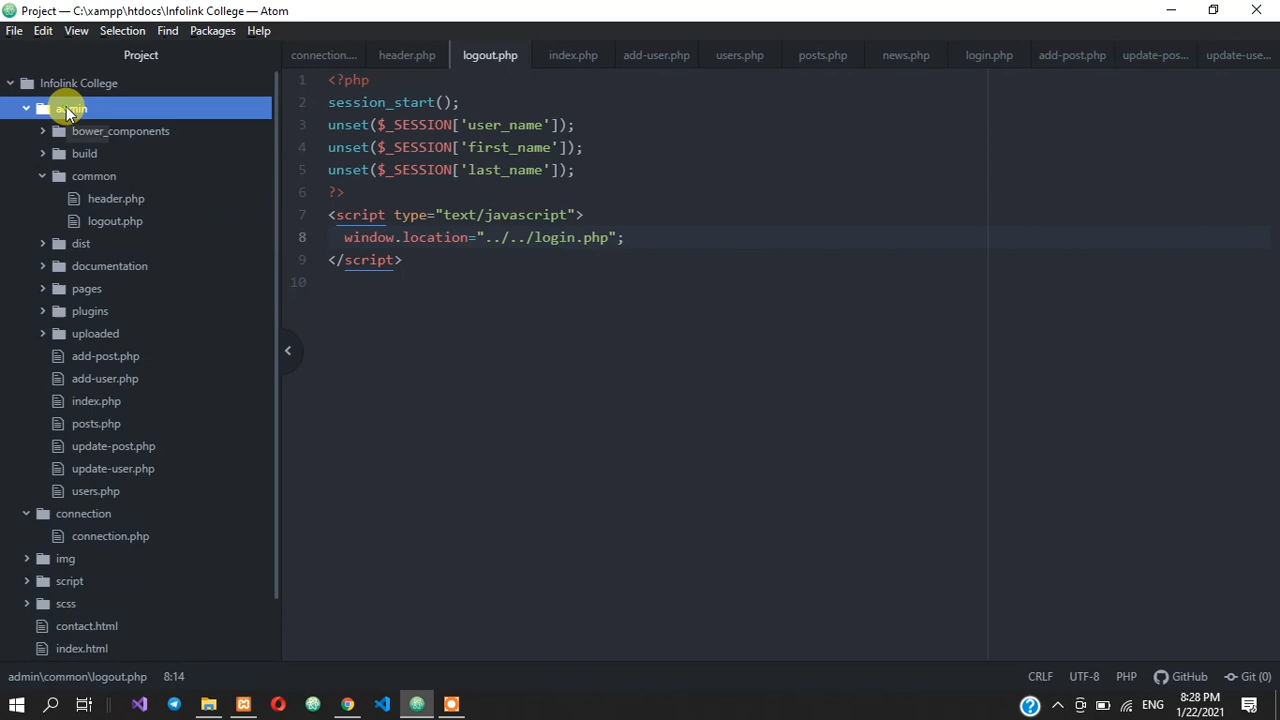 Project — C:\xampp\htdocs\Infolink College — Atom
File Edit View Selection Find Packages Help
Project
connection.... header.php logout.php index.php add-user.php users.php posts.php news.php login.php add-post.php update-pos... update-use...
Infolink College
admin
bower_components
build
common
header.php
logout.php
dist
documentation
pages
plugins
uploaded
add-post.php
add-user.php
index.php
posts.php
update-post.php
update-user.php
users.php
connection
connection.php
img
script
scss
contact.html
index.html
1 <?php
2 session_start();
3 unset($_SESSION['user_name']);
4 unset($_SESSION['first_name']);
5 unset($_SESSION['last_name']);
6 ?>
7 <script type="text/javascript">
8 window.location="../../login.php";
9 </script>
10
admin\common\logout.php 8:14 CRLF UTF-8 PHP GitHub Git (0)
ENG
8:28 PM
1/22/2021